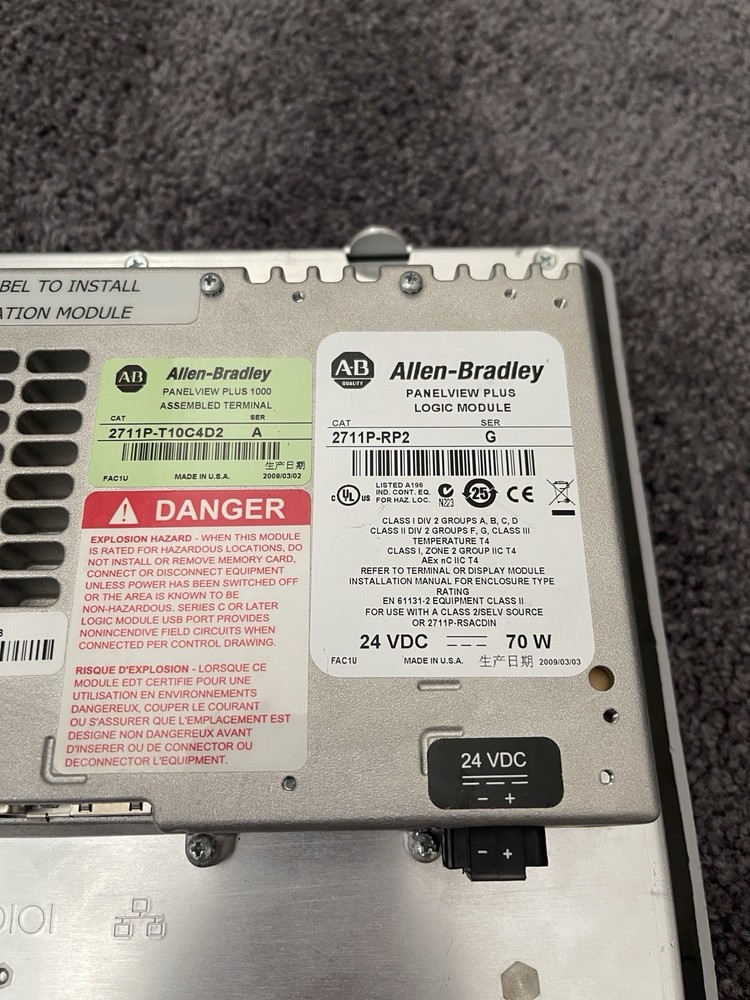 BEL TO INSTALL
ATION MODULE
AB
Allen-Bradley
PANELVIEW PLUS 1000
ASSEMBLED TERMINAL
CAT SER
2711P-T10C4D2 A
生产日期
FAC1U MADE IN U.S.A. 2009/03/02
DANGER
EXPLOSION HAZARD - WHEN THIS MODULE
IS RATED FOR HAZARDOUS LOCATIONS, DO
NOT INSTALL OR REMOVE MEMORY CARD,
CONNECT OR DISCONNECT EQUIPMENT
UNLESS POWER HAS BEEN SWITCHED OFF
OR THE AREA IS KNOWN TO BE
NON-HAZARDOUS. SERIES C OR LATER
LOGIC MODULE USB PORT PROVIDES
NONINCENDIVE FIELD CIRCUITS WHEN
CONNECTED PER CONTROL DRAWING.
RISQUE D'EXPLOSION - LORSQUE CE
MODULE EDT CERTIFIE POUR UNE
UTILISATION EN ENVIRONNEMENTS
DANGEREUX, COUPER LE COURANT
OU S'ASSURER QUE L'EMPLACEMENT EST
DESIGNE NON DANGEREUX AVANT
D'INSERER OU DE CONNECTOR OU
DECONNECTOR L'EQUIPMENT.
AB
QUALITY
Allen-Bradley
PANELVIEW PLUS
LOGIC MODULE
CAT SER
2711P-RP2 G
c UL us
LISTED A196
IND. CONT. EQ.
FOR HAZ. LOC.
N223
25
CE
CLASS I DIV 2 GROUPS A, B, C, D
CLASS II DIV 2 GROUPS F, G, CLASS III
TEMPERATURE T4
CLASS I, ZONE 2 GROUP IIC T4
AEx nC IIC T4
REFER TO TERMINAL OR DISPLAY MODULE
INSTALLATION MANUAL FOR ENCLOSURE TYPE
RATING
EN 61131-2 EQUIPMENT CLASS II
FOR USE WITH A CLASS 2/SELV SOURCE
OR 2711P-RSACDIN
24 VDC 70 W
FAC1U MADE IN U.S.A. 生产日期 2009/03/03
24 VDC
− +
− +